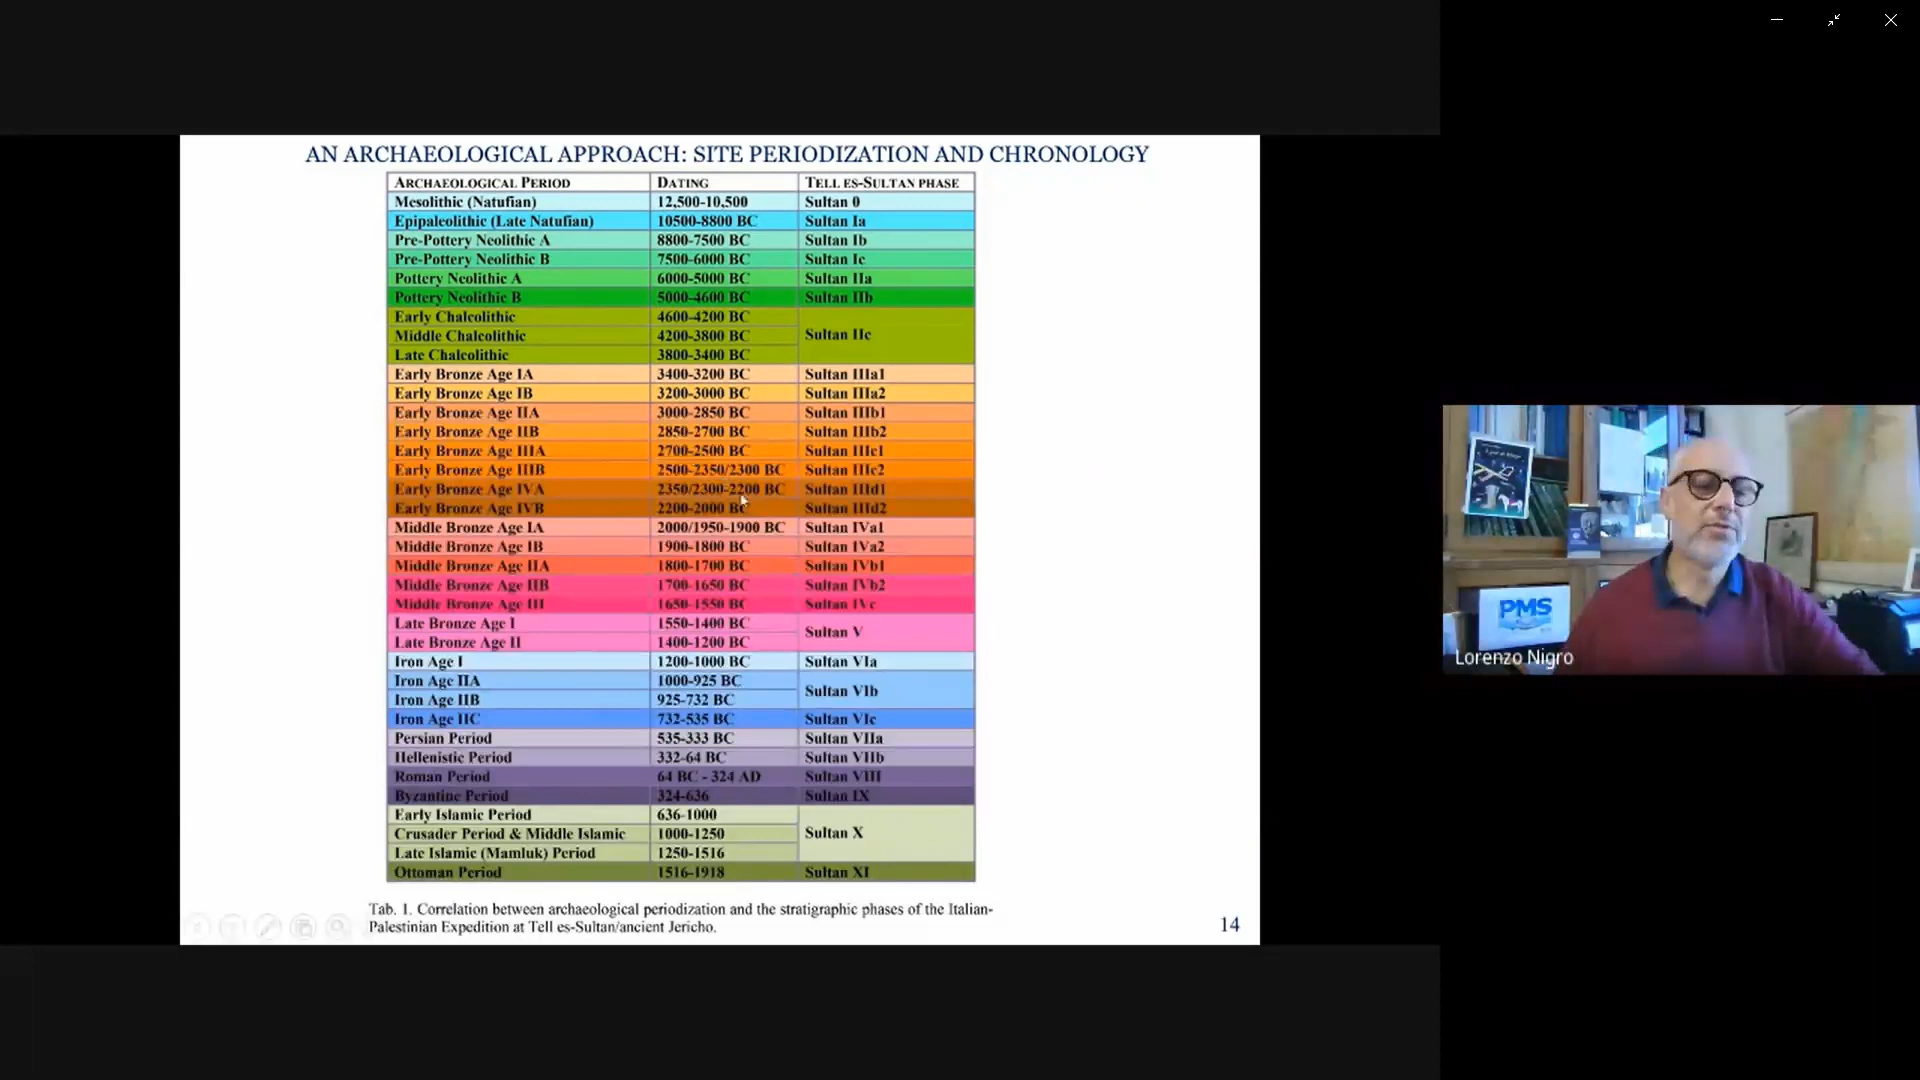 AN ARCHAEOLOGICAL APPROACH: SITE PERIODIZATION AND CHRONOLOGY
ARCHAEOLOGICAL PERIOD DATING TELL ES-SULTAN PHASE
Mesolithic (Natufian) 12,500-10,500 Sultan 0
Epipaleolithic (Late Natufian) 10500-8800 BC Sultan Ia
Pre-Pottery Neolithic A 8800-7500 BC Sultan Ib
Pre-Pottery Neolithic B 7500-6000 BC Sultan Ic
Pottery Neolithic A 6000-5000 BC Sultan IIa
Pottery Neolithic B 5000-4600 BC Sultan IIb
Early Chalcolithic 4600-4200 BC
Middle Chalcolithic 4200-3800 BC Sultan IIc
Late Chalcolithic 3800-3400 BC
Early Bronze Age IA 3400-3200 BC Sultan IIIa1
Early Bronze Age IB 3200-3000 BC Sultan IIIa2
Early Bronze Age IIA 3000-2850 BC Sultan IIIb1
Early Bronze Age IIB 2850-2700 BC Sultan IIIb2
Early Bronze Age IIIA 2700-2500 BC Sultan IIIc1
Early Bronze Age IIIB 2500-2350/2300 BC Sultan IIIc2
Early Bronze Age IVA 2350/2300-2200 BC Sultan IIId1
Early Bronze Age IVB 2200-2000 BC Sultan IIId2
Middle Bronze Age IA 2000/1950-1900 BC Sultan IVa1
Middle Bronze Age IB 1900-1800 BC Sultan IVa2
Middle Bronze Age IIA 1800-1700 BC Sultan IVb1
Middle Bronze Age IIB 1700-1650 BC Sultan IVb2
Middle Bronze Age III 1650-1550 BC Sultan IVc
Late Bronze Age I 1550-1400 BC Sultan V
Late Bronze Age II 1400-1200 BC
Iron Age I 1200-1000 BC Sultan VIa
Iron Age IIA 1000-925 BC Sultan VIb
Iron Age IIB 925-732 BC
Iron Age IIC 732-535 BC Sultan VIc
Persian Period 535-333 BC Sultan VIIa
Hellenistic Period 332-64 BC Sultan VIIb
Roman Period 64 BC - 324 AD Sultan VIII
Byzantine Period 324-636 Sultan IX
Early Islamic Period 636-1000
Crusader Period & Middle Islamic 1000-1250 Sultan X
Late Islamic (Mamluk) Period 1250-1516
Ottoman Period 1516-1918 Sultan XI
Tab. 1. Correlation between archaeological periodization and the stratigraphic phases of the Italian-
Palestinian Expedition at Tell es-Sultan/ancient Jericho.
14
PMS
Lorenzo Nigro